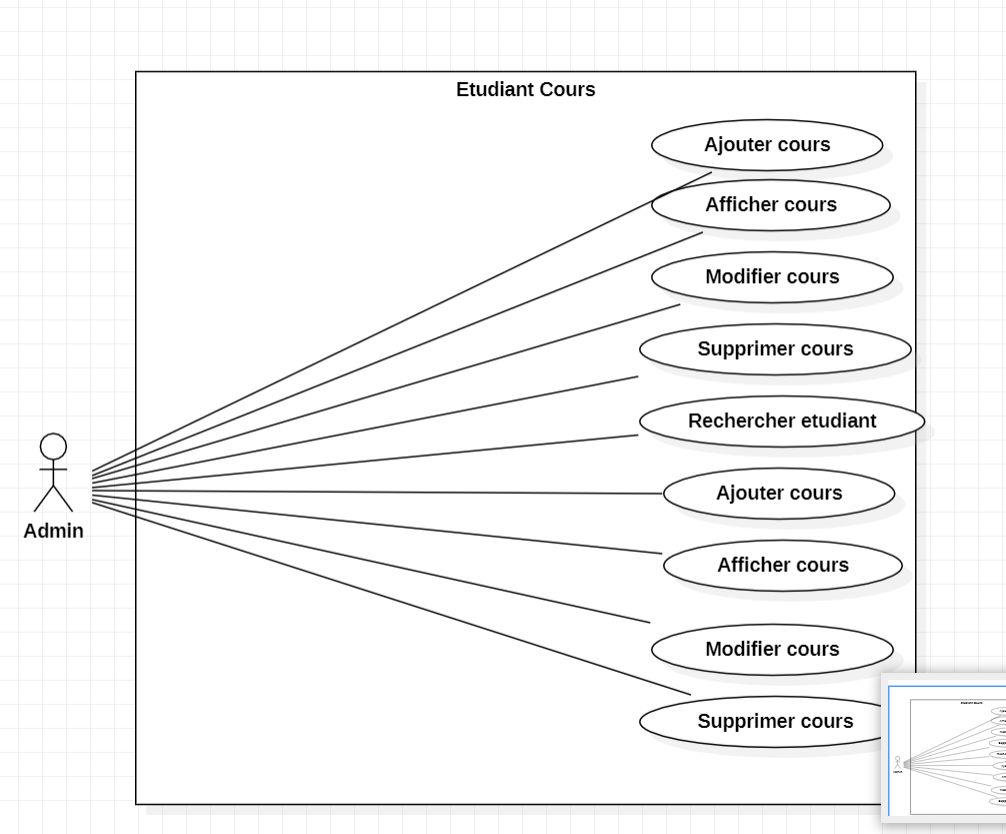 Etudiant Cours
Ajouter cours
Afficher cours
Modifier cours
Supprimer cours
Rechercher etudiant
Ajouter cours
Afficher cours
Modifier cours
Supprimer cours
Admin